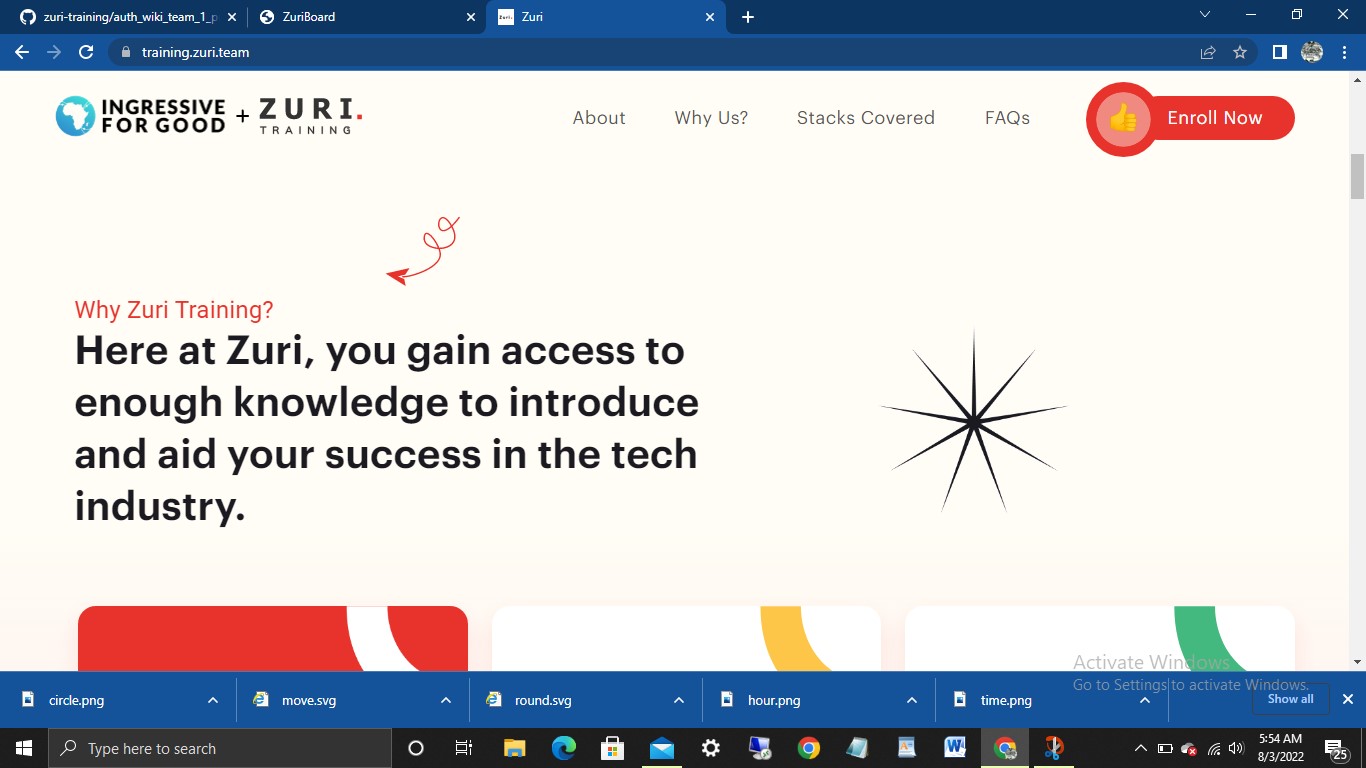 zuri-training/auth_wiki_team_1_p
ZuriBoard
Zuri
training.zuri.team
INGRESSIVE
FOR GOOD
+
ZURI.
TRAINING
About
Why Us?
Stacks Covered
FAQs
Enroll Now
Why Zuri Training?
Here at Zuri, you gain access to
enough knowledge to introduce
and aid your success in the tech
industry.
Activate Windows
Go to Settings to activate Windows.
circle.png
move.svg
round.svg
hour.png
time.png
Show all
Type here to search
5:54 AM
8/3/2022
25